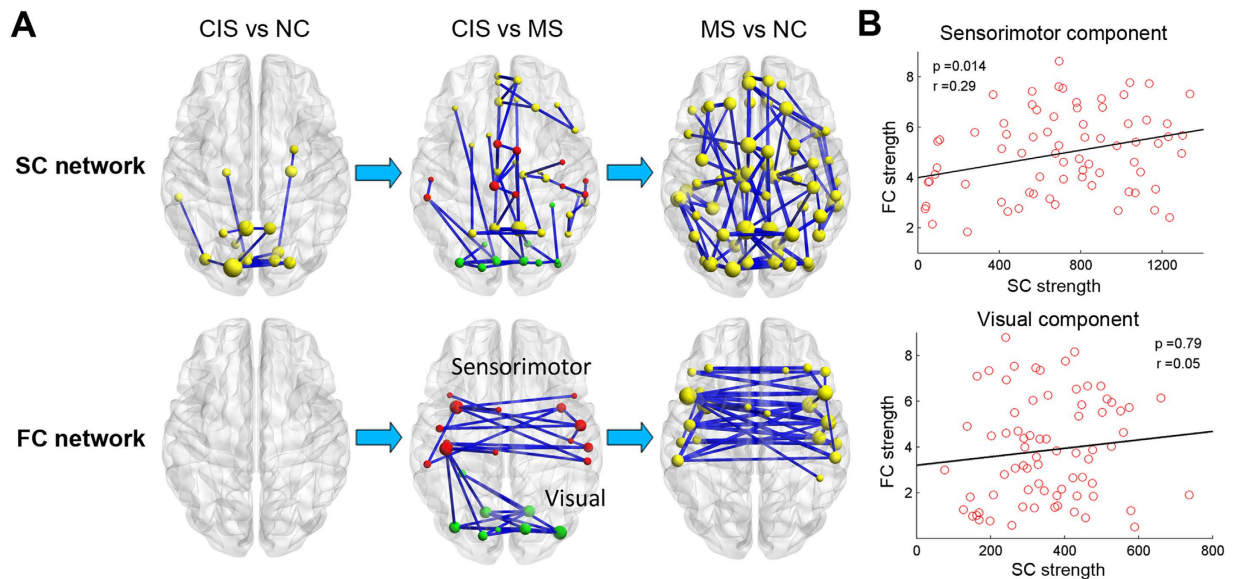 A
CIS vs NC
CIS vs MS
MS vs NC
SC network
FC network
Sensorimotor
Visual
B
Sensorimotor component
p =0.014
r =0.29
8
6
4
2
FC strength
0
400
800
1200
SC strength
Visual component
p =0.79
r =0.05
8
6
4
2
FC strength
0
200
400
600
800
SC strength